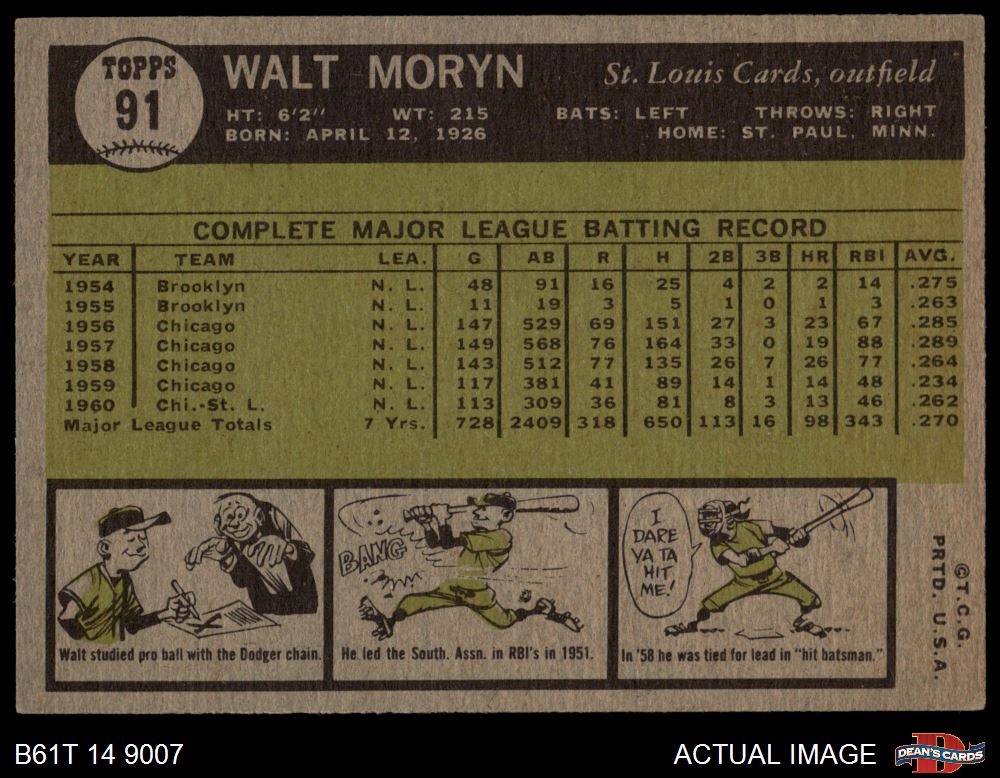 TOPPS
91
WALT MORYN
St. Louis Cards, outfield
HT: 6'2" WT: 215 BATS: LEFT THROWS: RIGHT
BORN: APRIL 12, 1926 HOME: ST. PAUL, MINN.
COMPLETE MAJOR LEAGUE BATTING RECORD
YEAR TEAM LEA. G AB R H 2B 3B HR RBI AVG.
1954 Brooklyn N. L. 48 91 16 25 4 2 2 14 .275
1955 Brooklyn N. L. 11 19 3 5 1 0 1 3 .263
1956 Chicago N. L. 147 529 69 151 27 3 23 67 .285
1957 Chicago N. L. 149 568 76 164 33 0 19 88 .289
1958 Chicago N. L. 143 512 77 135 26 7 26 77 .264
1959 Chicago N. L. 117 381 41 89 14 1 14 48 .234
1960 Chi.-St. L. N. L. 113 309 36 81 8 3 13 46 .262
Major League Totals 7 Yrs. 728 2409 318 650 113 16 98 343 .270
BANG
I
DARE
YA TA
HIT
ME!
Walt studied pro ball with the Dodger chain.
He led the South. Assn. in RBI's in 1951.
In '58 he was tied for lead in "hit batsman."
©T.C.G.
PRTD. U.S.A.
B61T 14 9007
ACTUAL IMAGE
DEAN'S CARDS